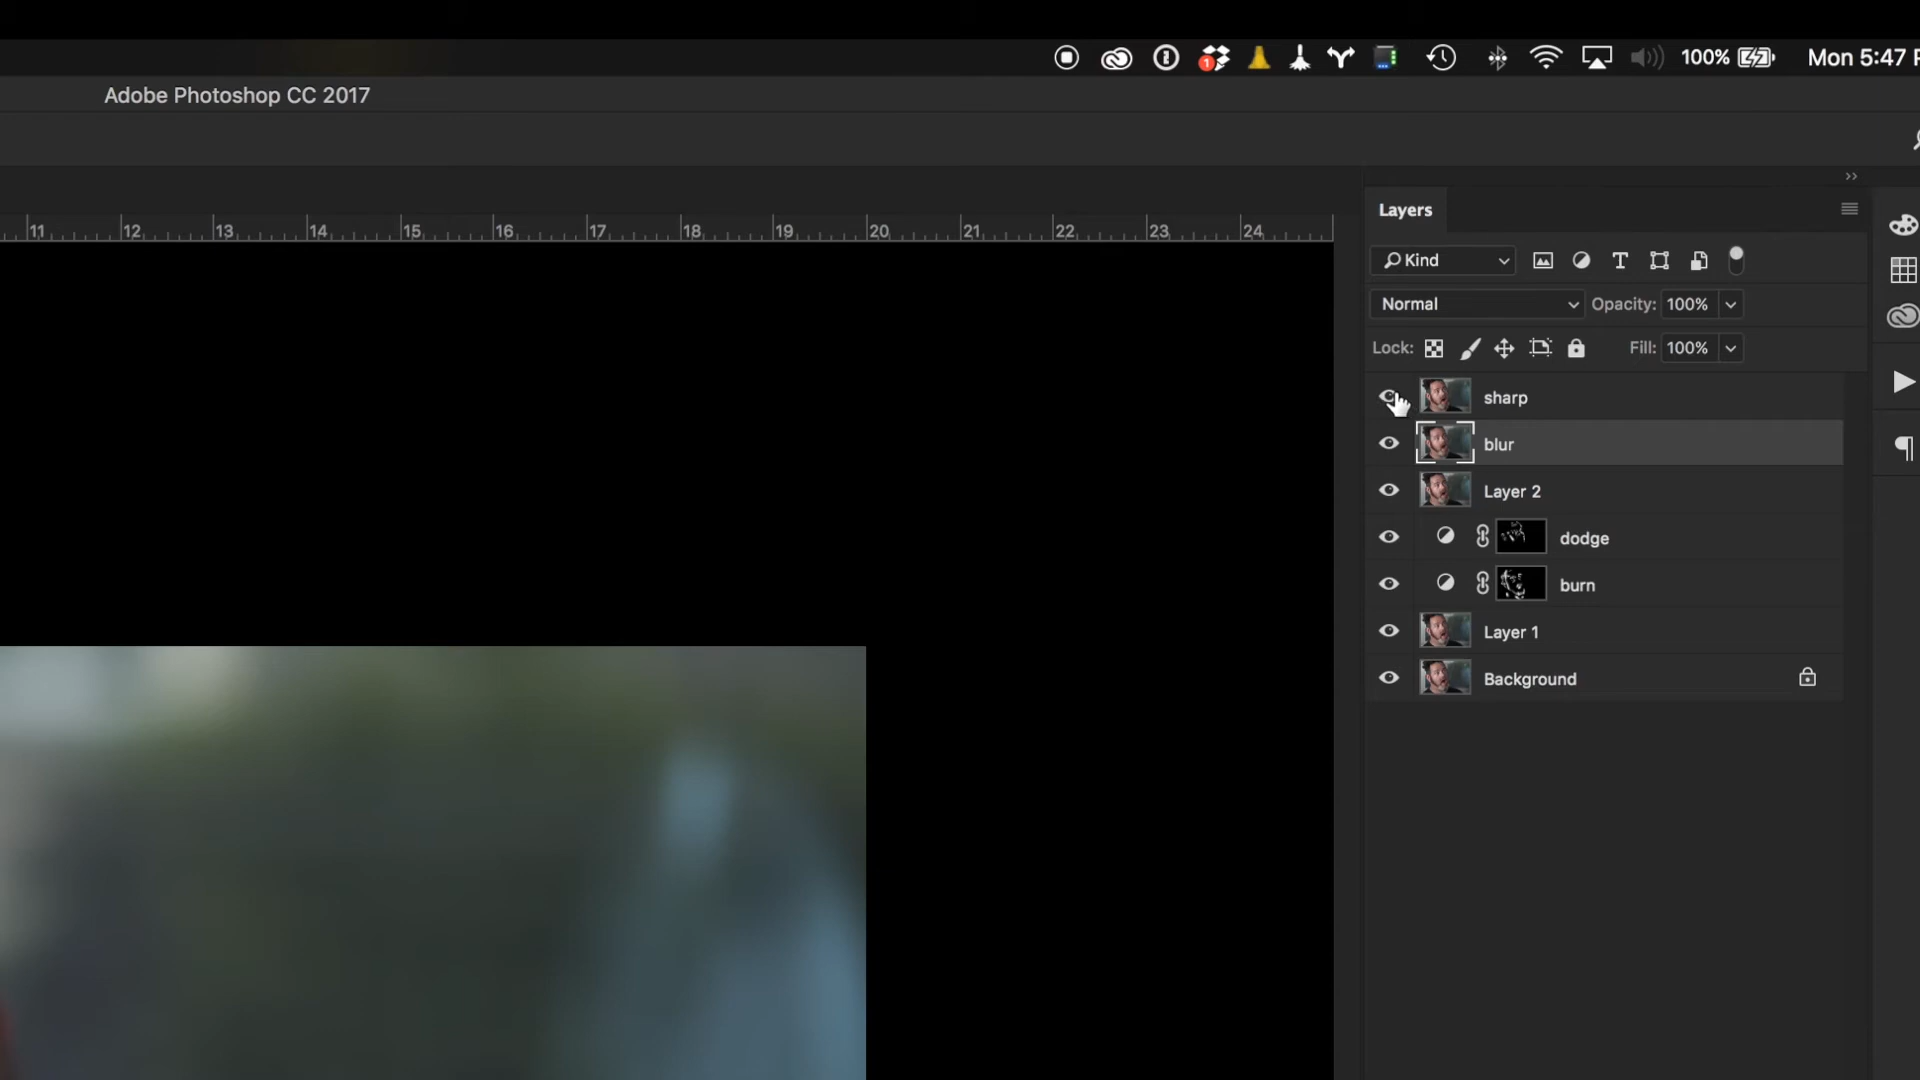 100% Mon 5:47 P
Adobe Photoshop CC 2017
11 12 13 14 15 16 17 18 19 20 21 22 23 24
Layers
Kind
Normal Opacity: 100%
Lock: Fill: 100%
sharp
blur
Layer 2
dodge
burn
Layer 1
Background